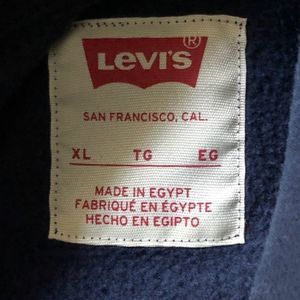 LEVI'S®
SAN FRANCISCO, CAL.
XL TG EG
MADE IN EGYPT
FABRIQUÉ EN ÉGYPTE
HECHO EN EGIPTO